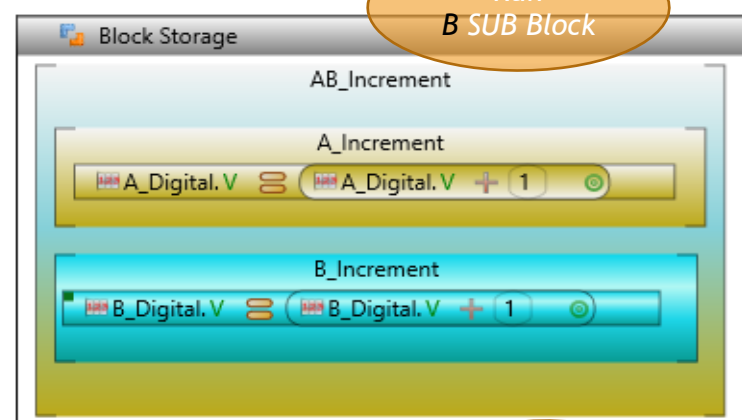 B SUB Block
Block Storage
AB_Increment
A_Increment
A_Digital.V = A_Digital.V + 1
B_Increment
B_Digital.V = B_Digital.V + 1